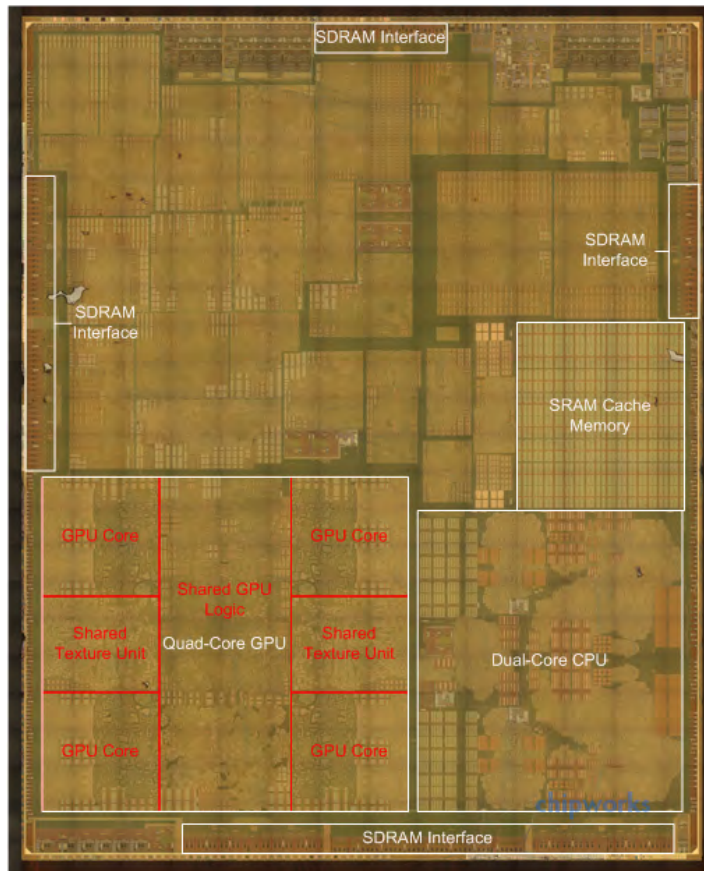 SDRAM Interface
SDRAM
Interface
SDRAM
Interface
SRAM Cache
Memory
GPU Core
GPU Core
Shared GPU
Logic
Shared
Texture Unit
Quad-Core GPU
Shared
Texture Unit
Dual-Core CPU
GPU Core
GPU Core
chipworks
SDRAM Interface